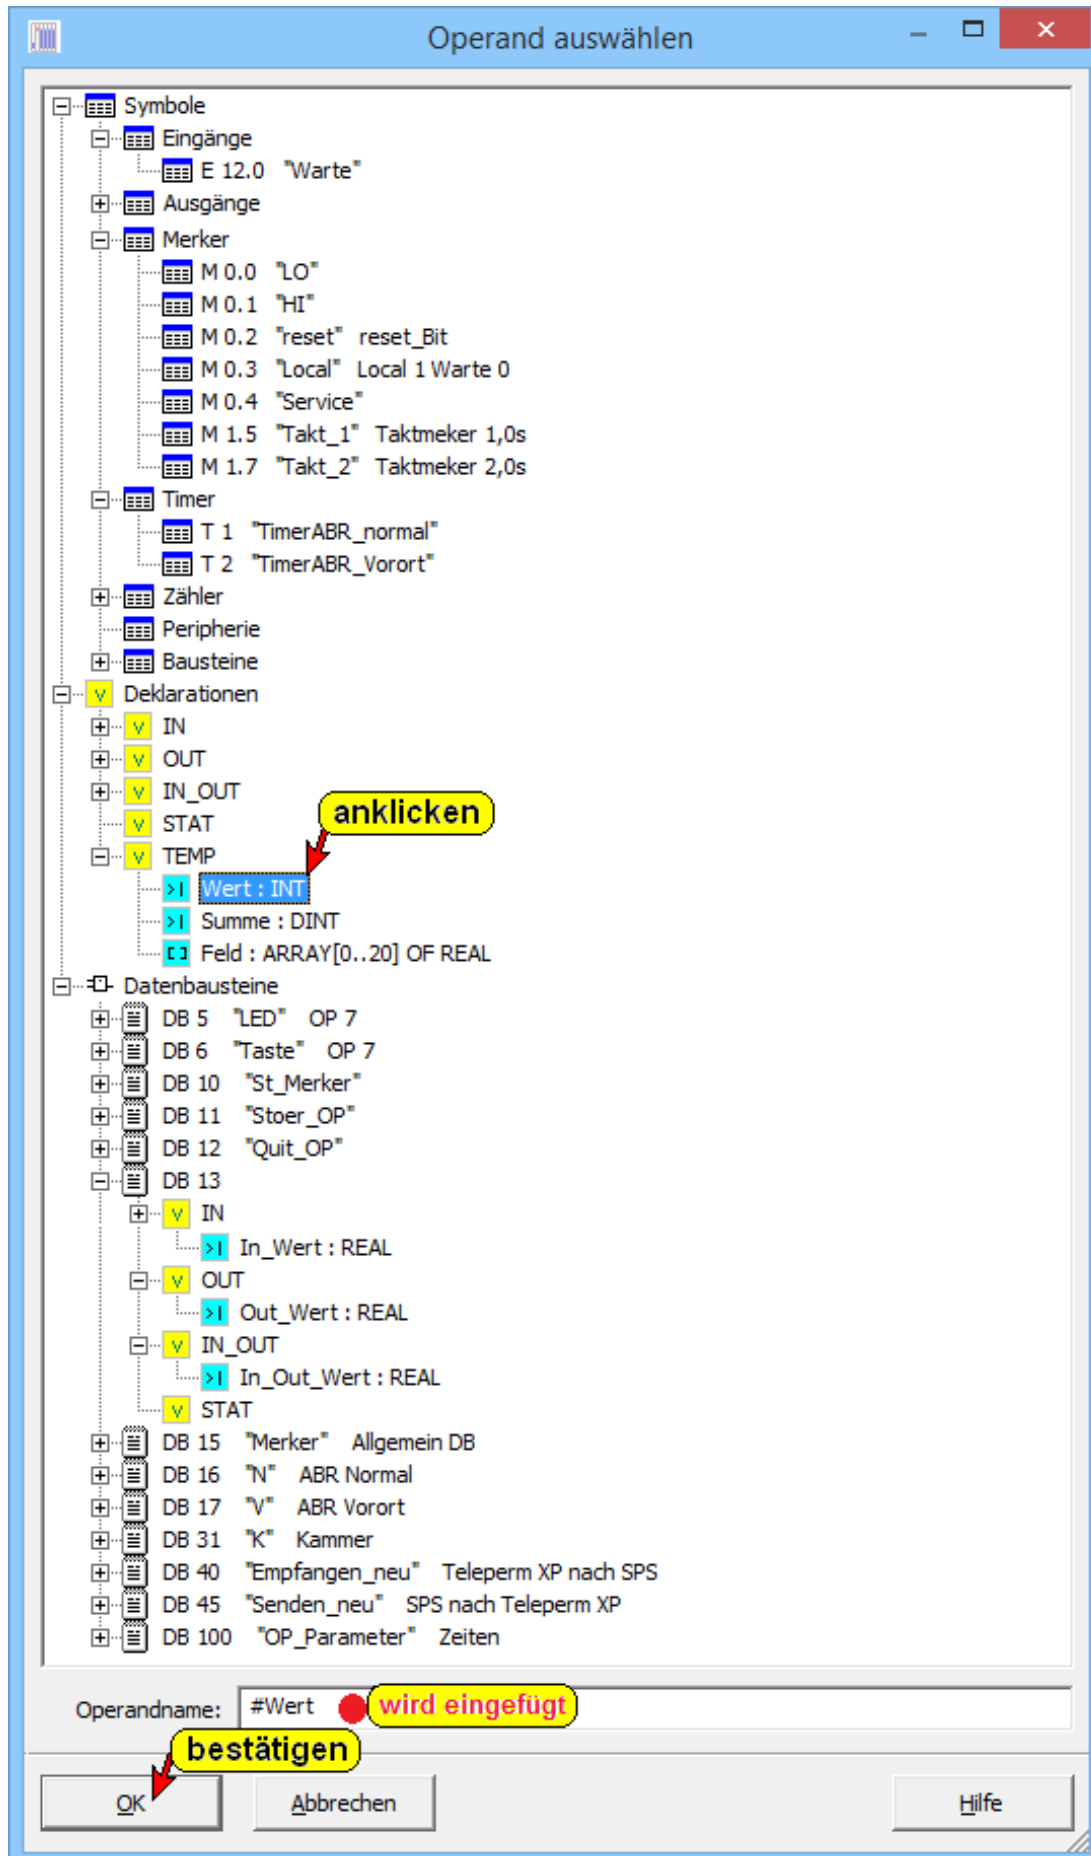 Operand auswählen
Symbole
Eingänge
E 12.0 "Warte"
Ausgänge
Merker
M 0.0 "LO"
M 0.1 "HI"
M 0.2 "reset" reset_Bit
M 0.3 "Local" Local 1 Warte 0
M 0.4 "Service"
M 1.5 "Takt_1" Taktmeker 1,0s
M 1.7 "Takt_2" Taktmeker 2,0s
Timer
T 1 "TimerABR_normal"
T 2 "TimerABR_Vorort"
Zähler
Peripherie
Bausteine
Deklarationen
IN
OUT
IN_OUT
anklicken
STAT
TEMP
Wert : INT
Summe : DINT
Feld : ARRAY[0..20] OF REAL
Datenbausteine
DB 5 "LED" OP 7
DB 6 "Taste" OP 7
DB 10 "St_Merker"
DB 11 "Stoer_OP"
DB 12 "Quit_OP"
DB 13
IN
In_Wert : REAL
OUT
Out_Wert : REAL
IN_OUT
In_Out_Wert : REAL
STAT
DB 15 "Merker" Allgemein DB
DB 16 "N" ABR Normal
DB 17 "V" ABR Vorort
DB 31 "K" Kammer
DB 40 "Empfangen_neu" Teleperm XP nach SPS
DB 45 "Senden_neu" SPS nach Teleperm XP
DB 100 "OP_Parameter" Zeiten
Operandname: #Wert wird eingefügt
bestätigen
OK Abbrechen Hilfe